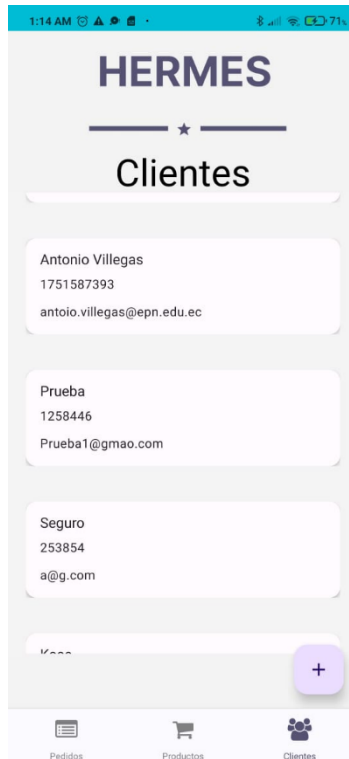 1:14 AM 71%
HERMES
Clientes
Antonio Villegas
1751587393
antoio.villegas@epn.edu.ec
Prueba
1258446
Prueba1@gmao.com
Seguro
253854
a@g.com
+
Pedidos Productos Clientes